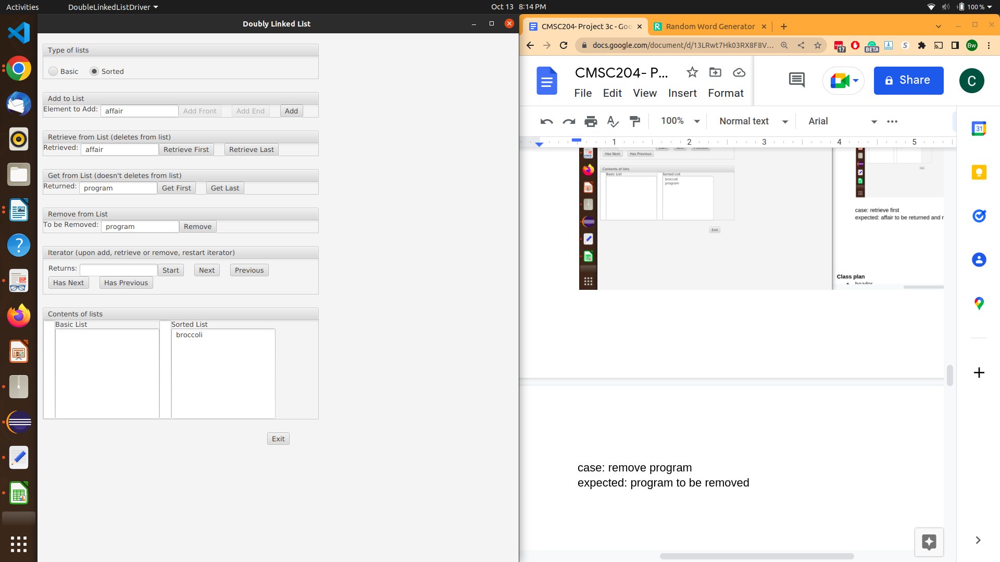 Activities
DoubleLinkedListDriver
Oct 13 8:14 PM
100 %
Doubly Linked List
Type of lists
Basic
Sorted
Add to List
Element to Add: affair Add Front Add End Add
Retrieve from List (deletes from list)
Retrieved: affair Retrieve First Retrieve Last
Get from List (doesn't deletes from list)
Returned: program Get First Get Last
Remove from List
To be Removed: program Remove
Iterator (upon add, retrieve or remove, restart iterator)
Returns: Start Next Previous
Has Next Has Previous
Contents of lists
Basic List
Sorted List
broccoli
Exit
CMSC204- Project 3c - Goo
Random Word Generator
docs.google.com/document/d/13LRwt7Hk03RX8F8V...
17
BETA
Bw
CMSC204- P...
File Edit View Insert Format
Share
C
100%
Normal text
Arial
1 2 3 4 5
31
Has Next Has Previous
Contents of lists
Basic List
Sorted List
broccoli
program
Exit
case: retrieve first
expected: affair to be returned and r
Class plan
header
case: remove program
expected: program to be removed